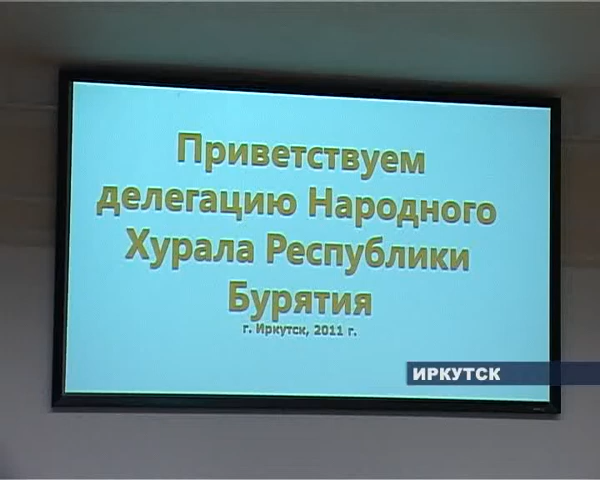 Приветствуем
делегацию Народного
Хурала Республики
Бурятия
г. Иркутск, 2011 г.
ИРКУТСК